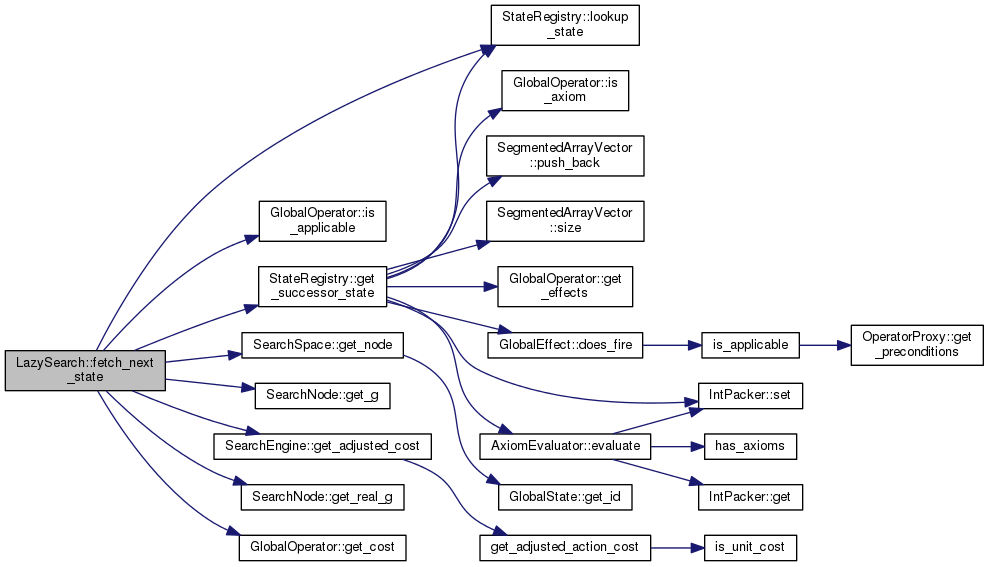 StateRegistry::lookup
_state
GlobalOperator::is
_axiom
SegmentedArrayVector
::push_back
GlobalOperator::is
_applicable
SegmentedArrayVector
::size
StateRegistry::get
_successor_state
GlobalOperator::get
_effects
SearchSpace::get_node
GlobalEffect::does_fire
is_applicable
OperatorProxy::get
_preconditions
LazySearch::fetch_next
_state
SearchNode::get_g
IntPacker::set
SearchEngine::get_adjusted_cost
AxiomEvaluator::evaluate
has_axioms
SearchNode::get_real_g
GlobalState::get_id
IntPacker::get
GlobalOperator::get_cost
get_adjusted_action_cost
is_unit_cost